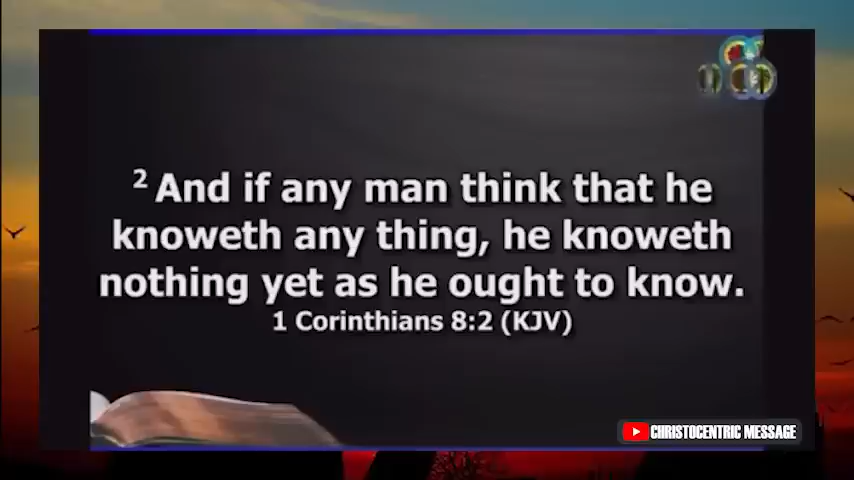 2 And if any man think that he
knoweth any thing, he knoweth
nothing yet as he ought to know.
1 Corinthians 8:2 (KJV)
CHRISTOCENTRIC MESSAGE